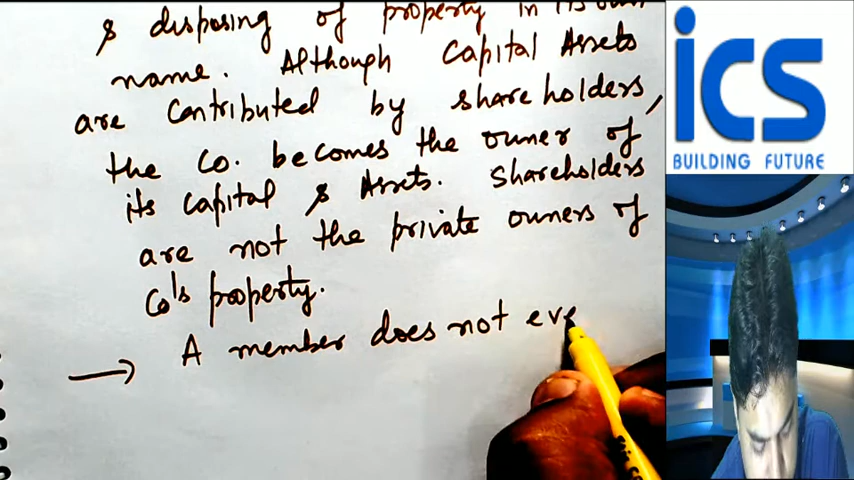 & disposing of property in its own
name. Although Capital Assets
are contributed by shareholders,
the Co. becomes the owner of
its capital & Assets. Shareholders
are not the private owners of
Co's property.
→ A member does not eve
ics
BUILDING FUTURE